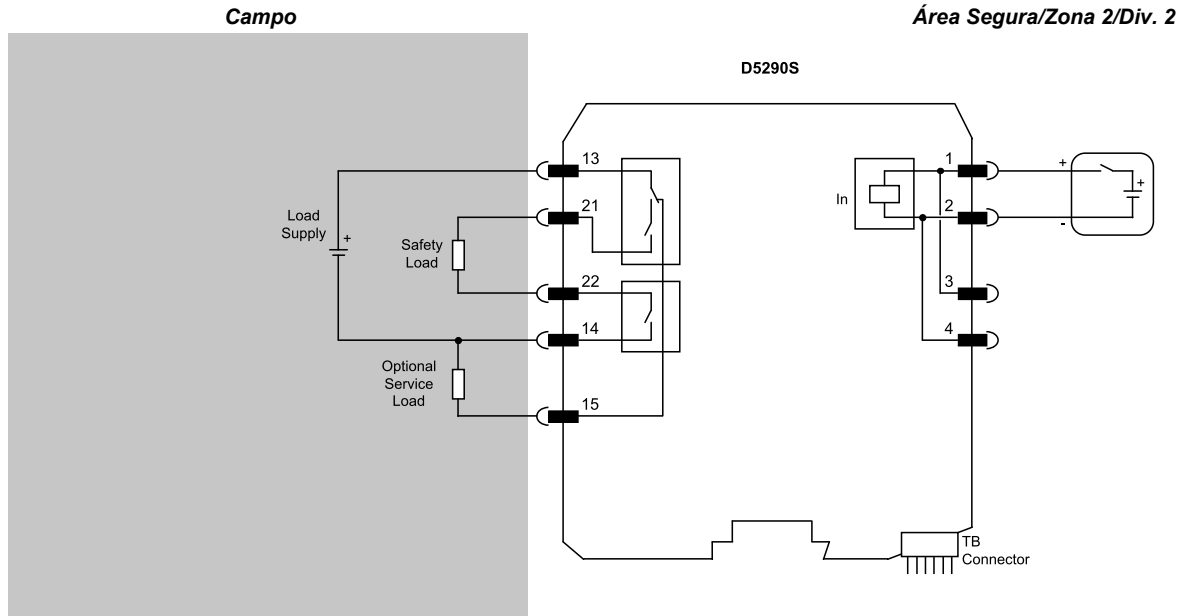 Campo
Área Segura/Zona 2/Div. 2
D5290S
13
1
+
+
In
21
2
Load
Supply
+
-
Safety
Load
22
3
14
4
Optional
Service
Load
15
TB
Connector